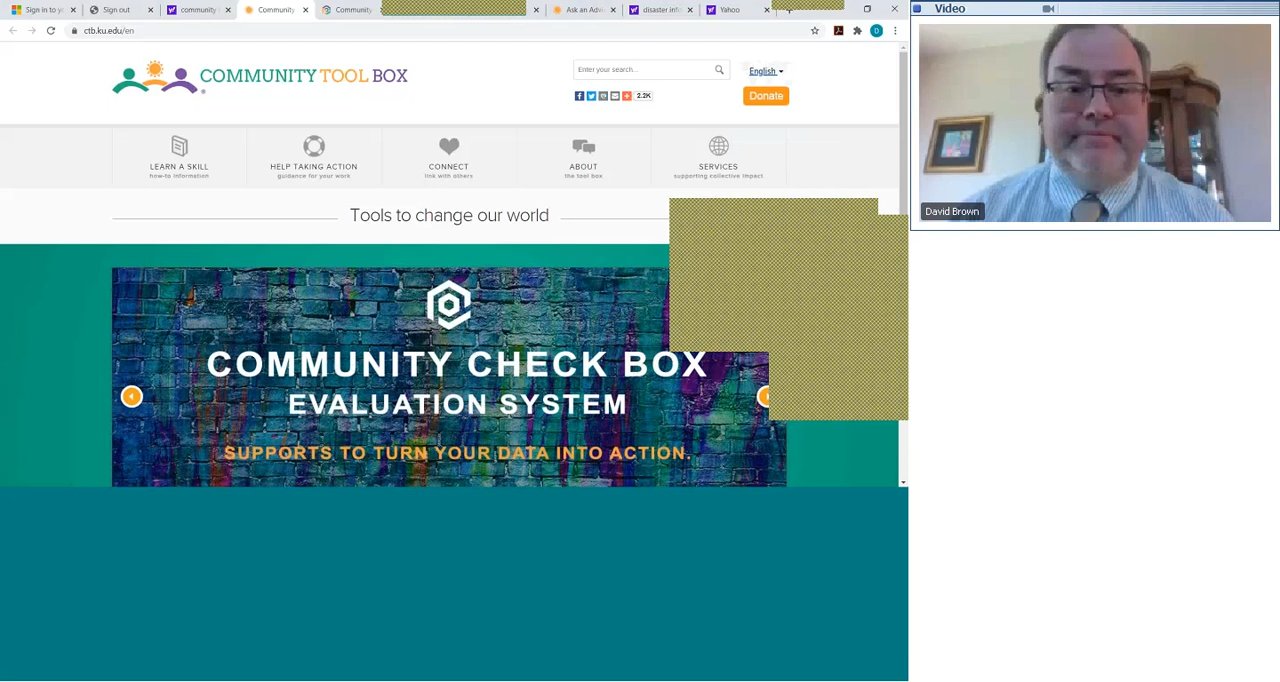 Sign in to yo
Sign out
community
Community
Community
Ask an Advi
disaster info
Yahoo
Video
ctb.ku.edu/en
COMMUNITY TOOL BOX
Enter your search...
English
2.2K
Donate
LEARN A SKILL
how-to information
HELP TAKING ACTION
guidance for your work
CONNECT
link with others
ABOUT
the tool box
SERVICES
supporting collective impact
David Brown
Tools to change our world
COMMUNITY CHECK BOX
EVALUATION SYSTEM
SUPPORTS TO TURN YOUR DATA INTO ACTION.